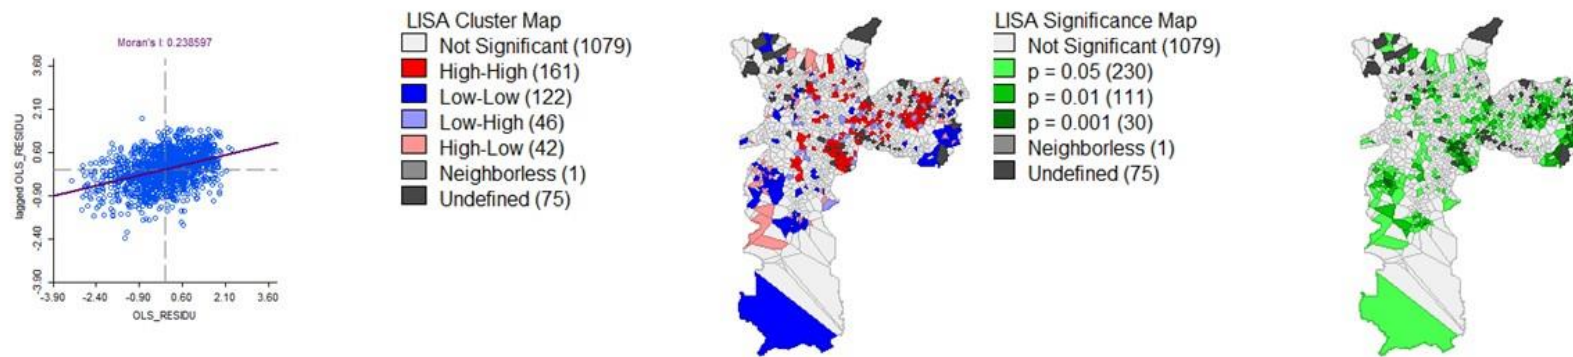 Moran's I: 0.238597
3.60
2.10
0.60
-0.90
-2.40
-3.90
lagged OLS_RESIDU
-3.90 -2.40 -0.90 0.60 2.10 3.60
OLS_RESIDU
LISA Cluster Map
Not Significant (1079)
High-High (161)
Low-Low (122)
Low-High (46)
High-Low (42)
Neighborless (1)
Undefined (75)
LISA Significance Map
Not Significant (1079)
p = 0.05 (230)
p = 0.01 (111)
p = 0.001 (30)
Neighborless (1)
Undefined (75)